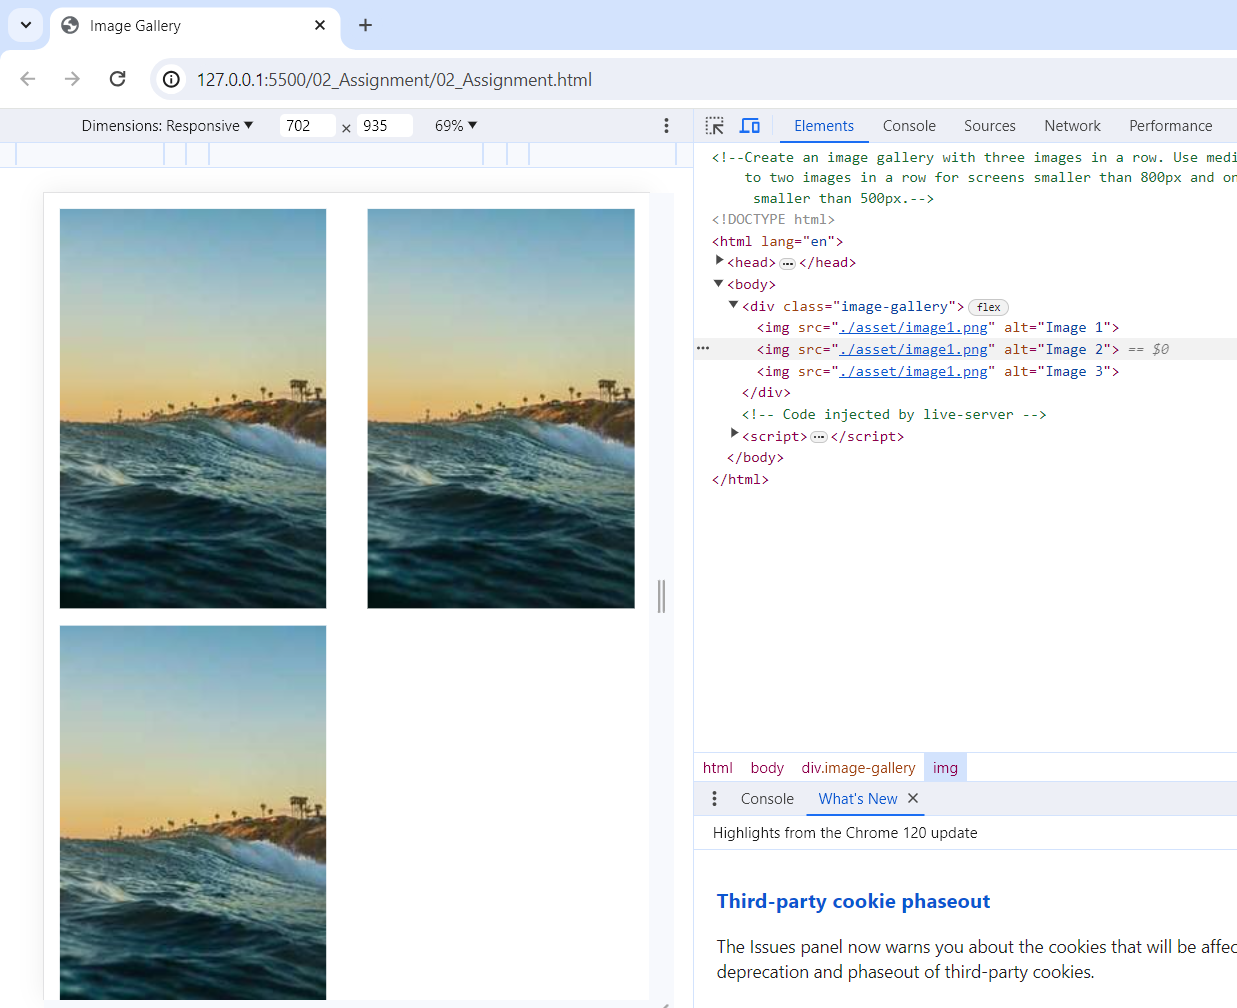 Image Gallery
127.0.0.1:5500/02_Assignment/02_Assignment.html
Dimensions: Responsive 702 × 935 69%
Elements Console Sources Network Performance
<!--Create an image gallery with three images in a row. Use medi
to two images in a row for screens smaller than 800px and on
smaller than 500px.-->
<!DOCTYPE html>
<html lang="en">
<head> ••• </head>
<body>
<div class="image-gallery"> flex
<img src="./asset/image1.png" alt="Image 1">
••• <img src="./asset/image1.png" alt="Image 2"> == $0
<img src="./asset/image1.png" alt="Image 3">
</div>
<!-- Code injected by live-server -->
<script> ••• </script>
</body>
</html>
html body div.image-gallery img
Console What's New
Highlights from the Chrome 120 update
Third-party cookie phaseout
The Issues panel now warns you about the cookies that will be affec
deprecation and phaseout of third-party cookies.